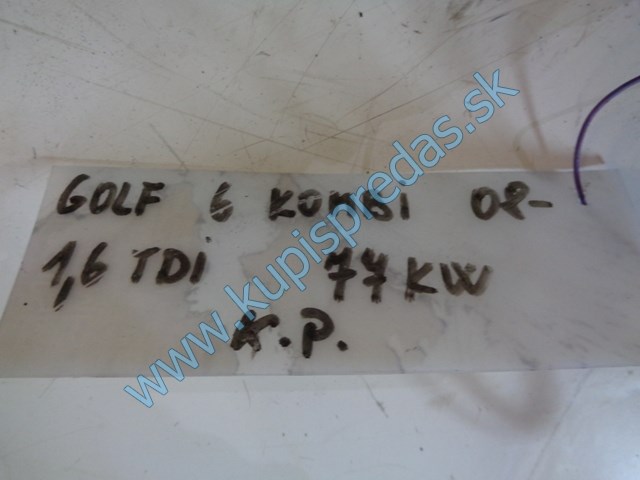 GOLF 6 KOMBI 08-
1,6 TDi 77 KW
K.P.
www.kupispredas.sk